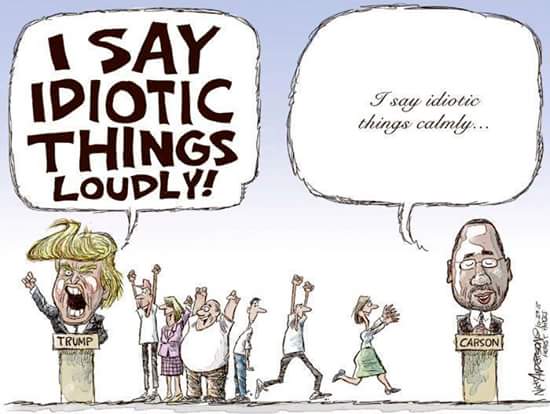 I SAY
IDIOTIC
THINGS
LOUDLY!
I say idiotic
things calmly...
TRUMP
CARSON